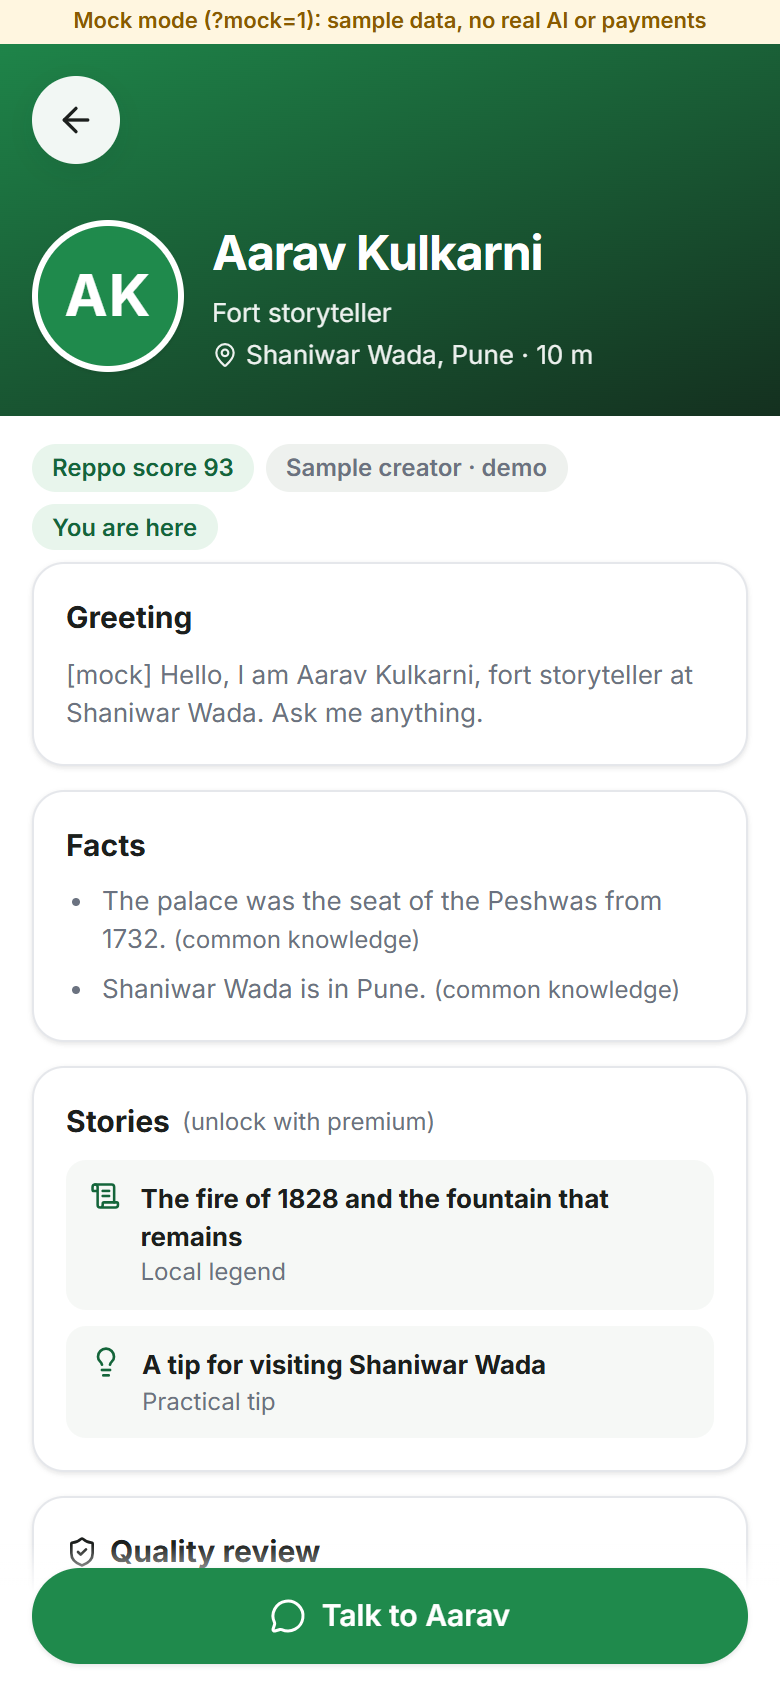 Mock mode (?mock=1): sample data, no real AI or payments
AK
Aarav Kulkarni
Fort storyteller
Shaniwar Wada, Pune · 10 m
Reppo score 93
Sample creator · demo
You are here
Greeting
[mock] Hello, I am Aarav Kulkarni, fort storyteller at
Shaniwar Wada. Ask me anything.
Facts
• The palace was the seat of the Peshwas from
1732. (common knowledge)
• Shaniwar Wada is in Pune. (common knowledge)
Stories (unlock with premium)
The fire of 1828 and the fountain that
remains
Local legend
A tip for visiting Shaniwar Wada
Practical tip
Quality review
Talk to Aarav